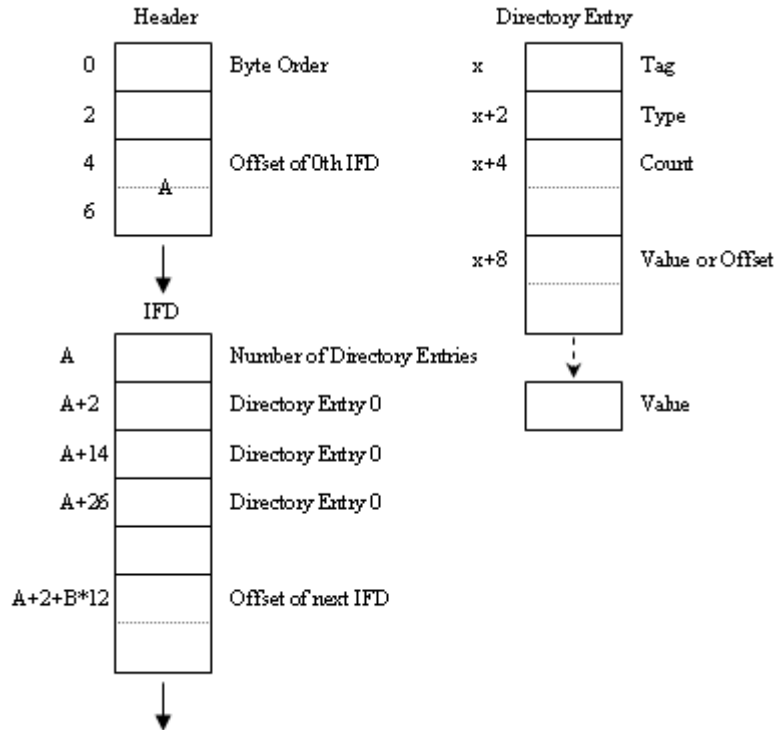 Header
0 Byte Order
2
4 Offset of 0th IFD
A
6
IFD
A Number of Directory Entries
A+2 Directory Entry 0
A+14 Directory Entry 0
A+26 Directory Entry 0
A+2+B*12 Offset of next IFD
Directory Entry
x Tag
x+2 Type
x+4 Count
x+8 Value or Offset
Value